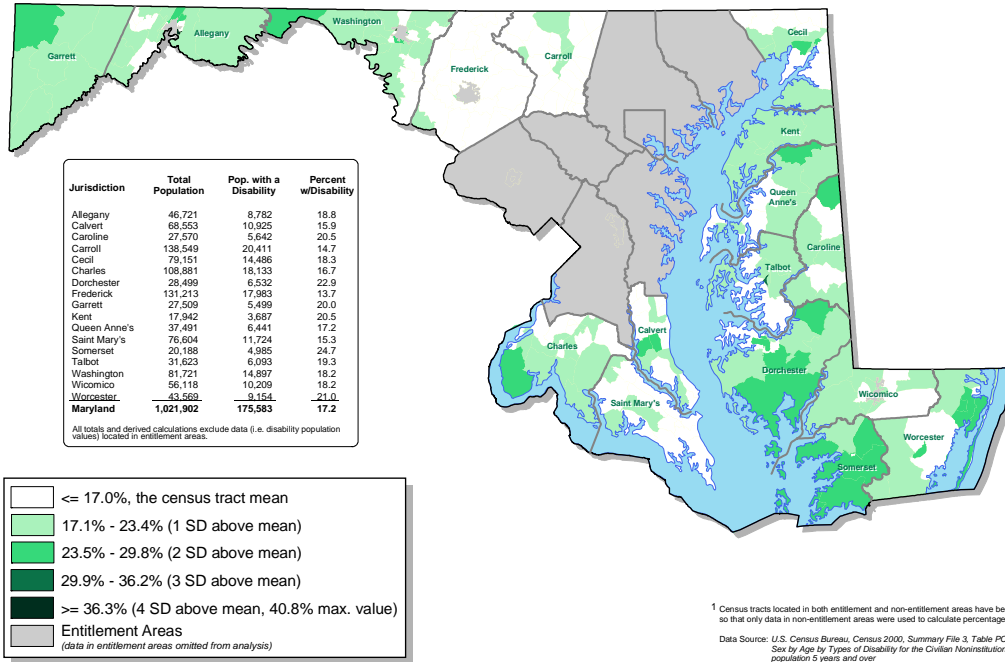 Garrett
Allegany
Washington
Frederick
Carroll
Cecil
Kent
Queen
Anne's
Caroline
Talbot
Calvert
Charles
Saint Mary's
Dorchester
Wicomico
Worcester
Somerset
Jurisdiction Total Population Pop. with a Disability Percent w/Disability
Allegany 46,721 8,782 18.8
Calvert 68,553 10,925 15.9
Caroline 27,570 5,642 20.5
Carroll 138,549 20,411 14.7
Cecil 79,151 14,486 18.3
Charles 108,881 18,133 16.7
Dorchester 28,499 6,532 22.9
Frederick 131,213 17,983 13.7
Garrett 27,509 5,499 20.0
Kent 17,942 3,687 20.5
Queen Anne's 37,491 6,441 17.2
Saint Mary's 76,604 11,724 15.3
Somerset 20,188 4,985 24.7
Talbot 31,623 6,093 19.3
Washington 81,721 14,897 18.2
Wicomico 56,118 10,209 18.2
Worcester 43,569 9,154 21.0
Maryland 1,021,902 175,583 17.2
All totals and derived calculations exclude data (i.e. disability population
values) located in entitlement areas.
<= 17.0%, the census tract mean
17.1% - 23.4% (1 SD above mean)
23.5% - 29.8% (2 SD above mean)
29.9% - 36.2% (3 SD above mean)
>= 36.3% (4 SD above mean, 40.8% max. value)
Entitlement Areas
(data in entitlement areas omitted from analysis)
1 Census tracts located in both entitlement and non-entitlement areas have be
so that only data in non-entitlement areas were used to calculate percentage
Data Source: U.S. Census Bureau, Census 2000, Summary File 3, Table PC
Sex by Age by Types of Disability for the Civilian Noninstitution
population 5 years and over